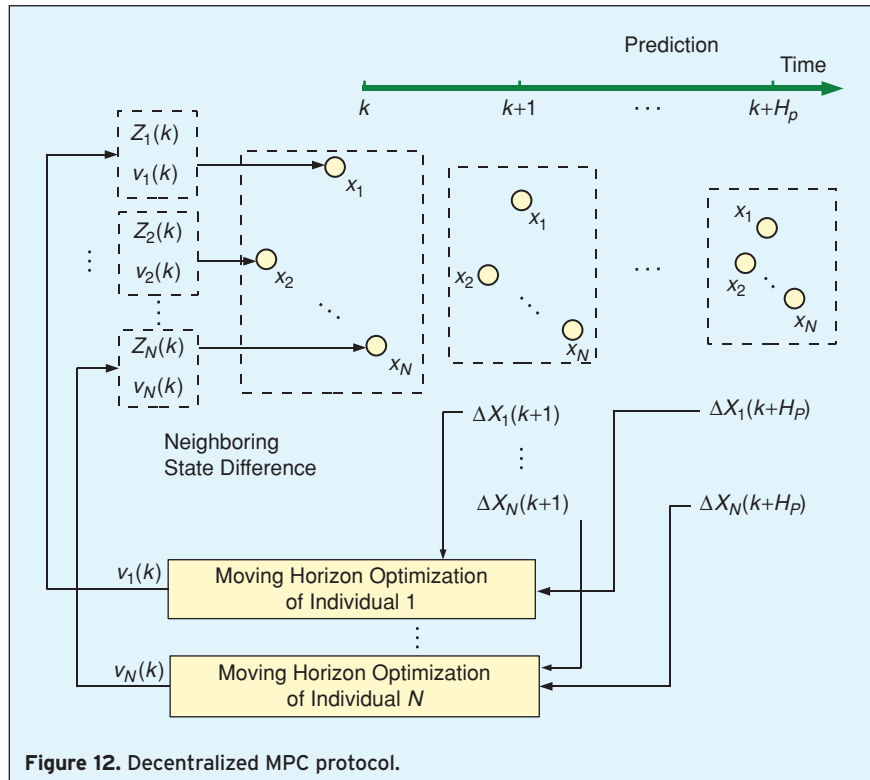 Prediction
Time
k
k+1
...
k+H_p
Z_1(k)
v_1(k)
Z_2(k)
v_2(k)
Z_N(k)
v_N(k)
x_1
x_2
x_N
x_1
x_2
x_N
...
x_1
x_2
x_N
Neighboring
State Difference
ΔX_1(k+1)
ΔX_1(k+H_P)
ΔX_N(k+1)
ΔX_N(k+H_P)
v_1(k)
Moving Horizon Optimization
of Individual 1
v_N(k)
Moving Horizon Optimization
of Individual N
Figure 12. Decentralized MPC protocol.